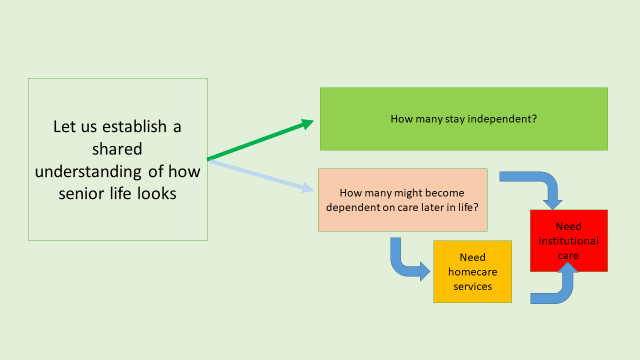 Let us establish a
shared
understanding of how
senior life looks
How many stay independent?
How many might become
dependent on care later in life?
Need
institutional
care
Need
homecare
services